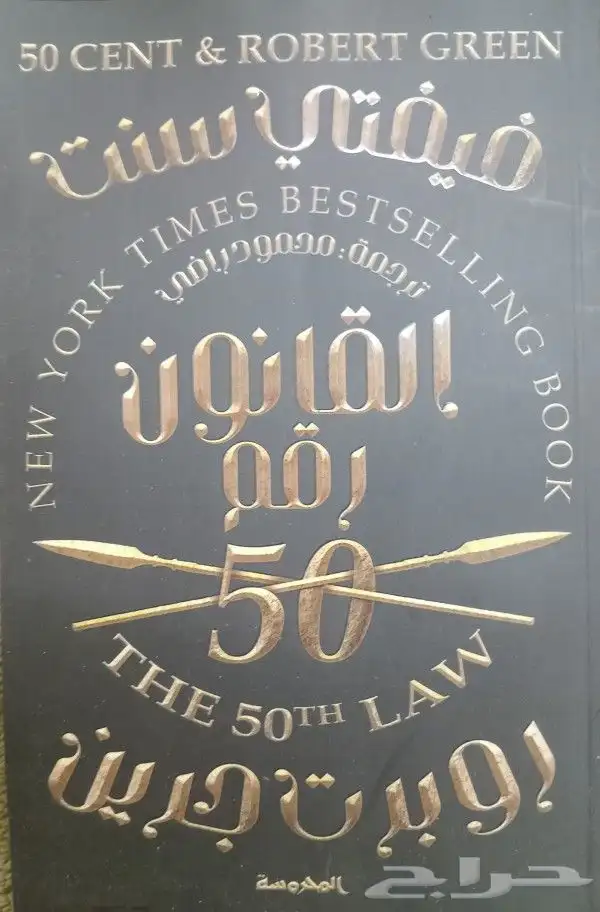 50 CENT & ROBERT GREEN
فيفتي سنت
NEW YORK TIMES BESTSELLING BOOK
ترجمة: محمود راضي
القانون
رقم
50
THE 50TH LAW
روبرت جرين
المحروسة
حراج